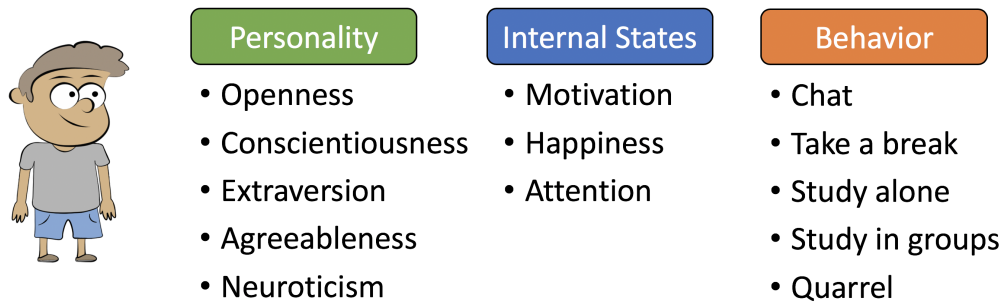 Personality
• Openness
• Conscientiousness
• Extraversion
• Agreeableness
• Neuroticism
Internal States
• Motivation
• Happiness
• Attention
Behavior
• Chat
• Take a break
• Study alone
• Study in groups
• Quarrel